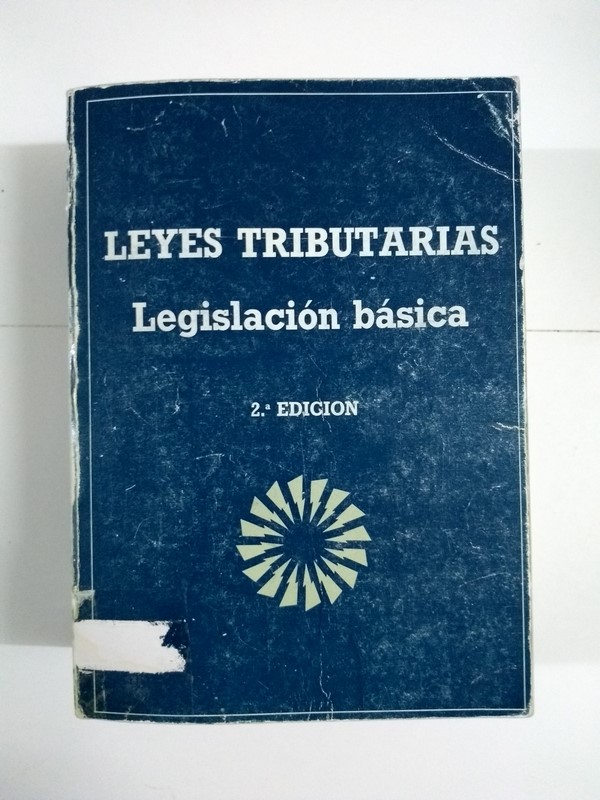 LEYES TRIBUTARIAS
Legislación básica
2.ª EDICION